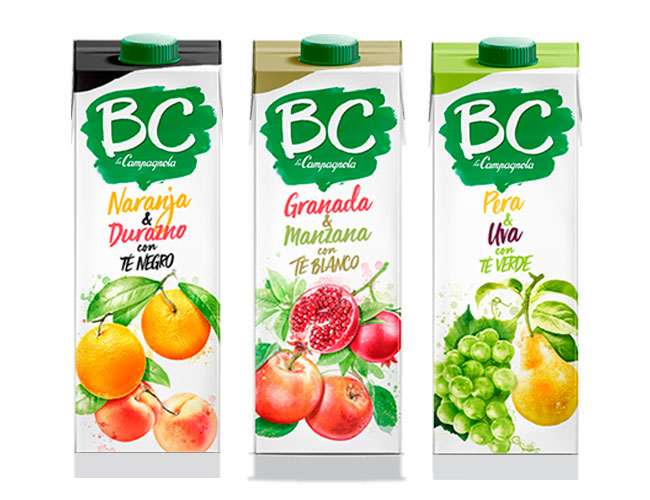 BC
La Campagnola
Naranja
&
Durazno
con
TÉ NEGRO
BC
La Campagnola
Granada
&
Manzana
con
TÉ BLANCO
BC
La Campagnola
Pera
&
Uva
con
TÉ VERDE